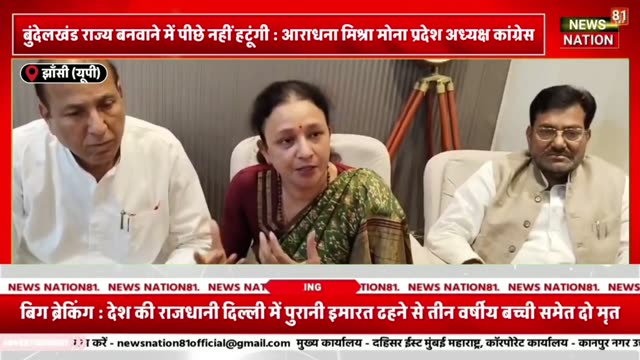 बुंदेलखंड राज्य बनवाने में पीछे नहीं हटूंगी : आराधना मिश्रा मोना प्रदेश अध्यक्ष कांग्रेस
81
NEWS
NATION
झाँसी (यूपी)
NEWS NATION81. NEWS NATION81. ING NEWS NATION81. NEWS NATION81.
बिग ब्रेकिंग : देश की राजधानी दिल्ली में पुरानी इमारत ढहने से तीन वर्षीय बच्ची समेत दो मृत
करें - newsnation81official@gmail.com मुख्य कार्यालय - दहिसर ईस्ट मुंबई महाराष्ट्र, कॉरपोरेट कार्यालय - कानपुर नगर